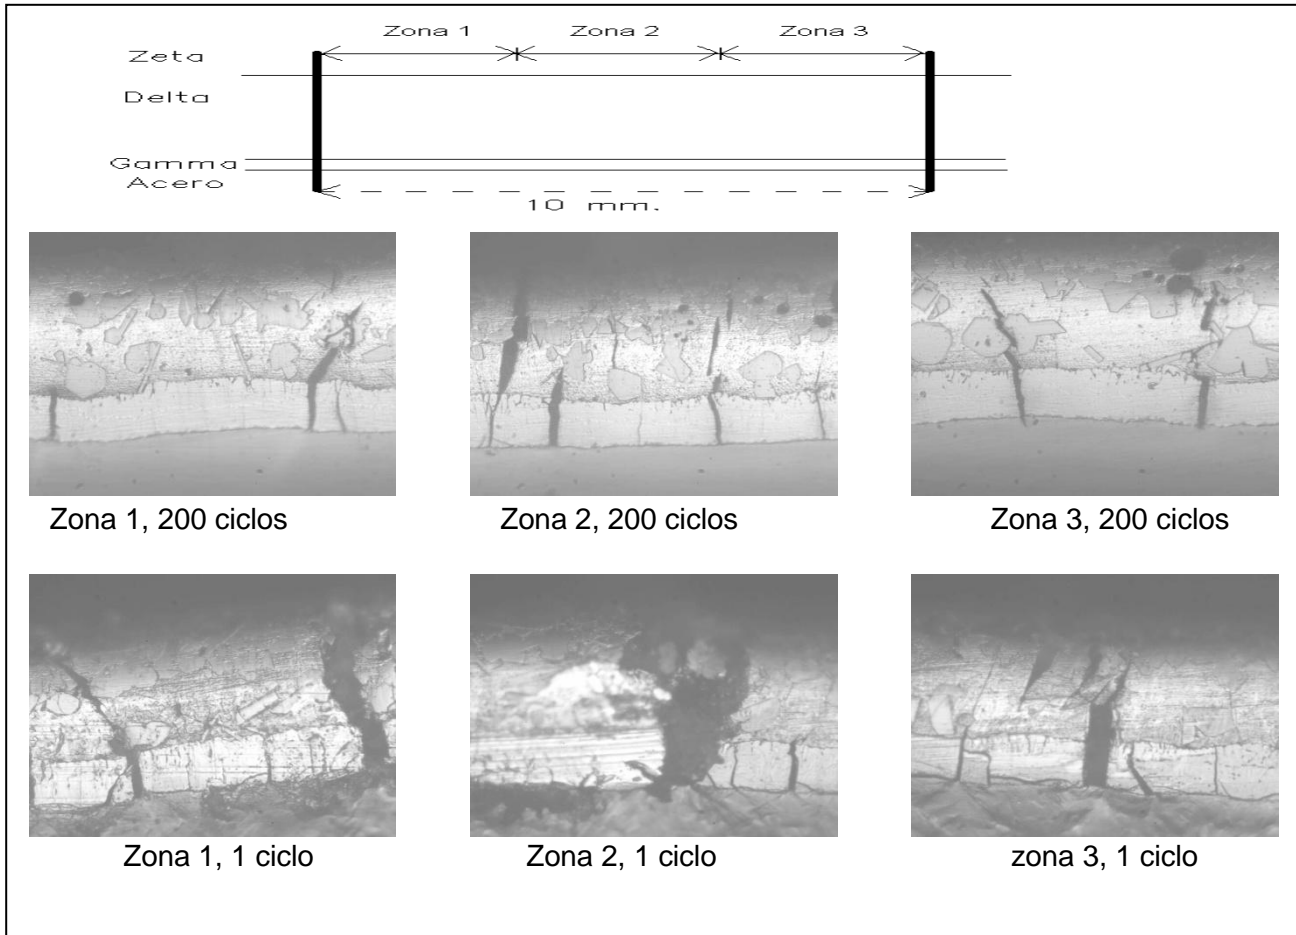 Zona 1 Zona 2 Zona 3
Zeta
Delta
Gamma
Acero
10 mm.
Zona 1, 200 ciclos Zona 2, 200 ciclos Zona 3, 200 ciclos
Zona 1, 1 ciclo Zona 2, 1 ciclo zona 3, 1 ciclo